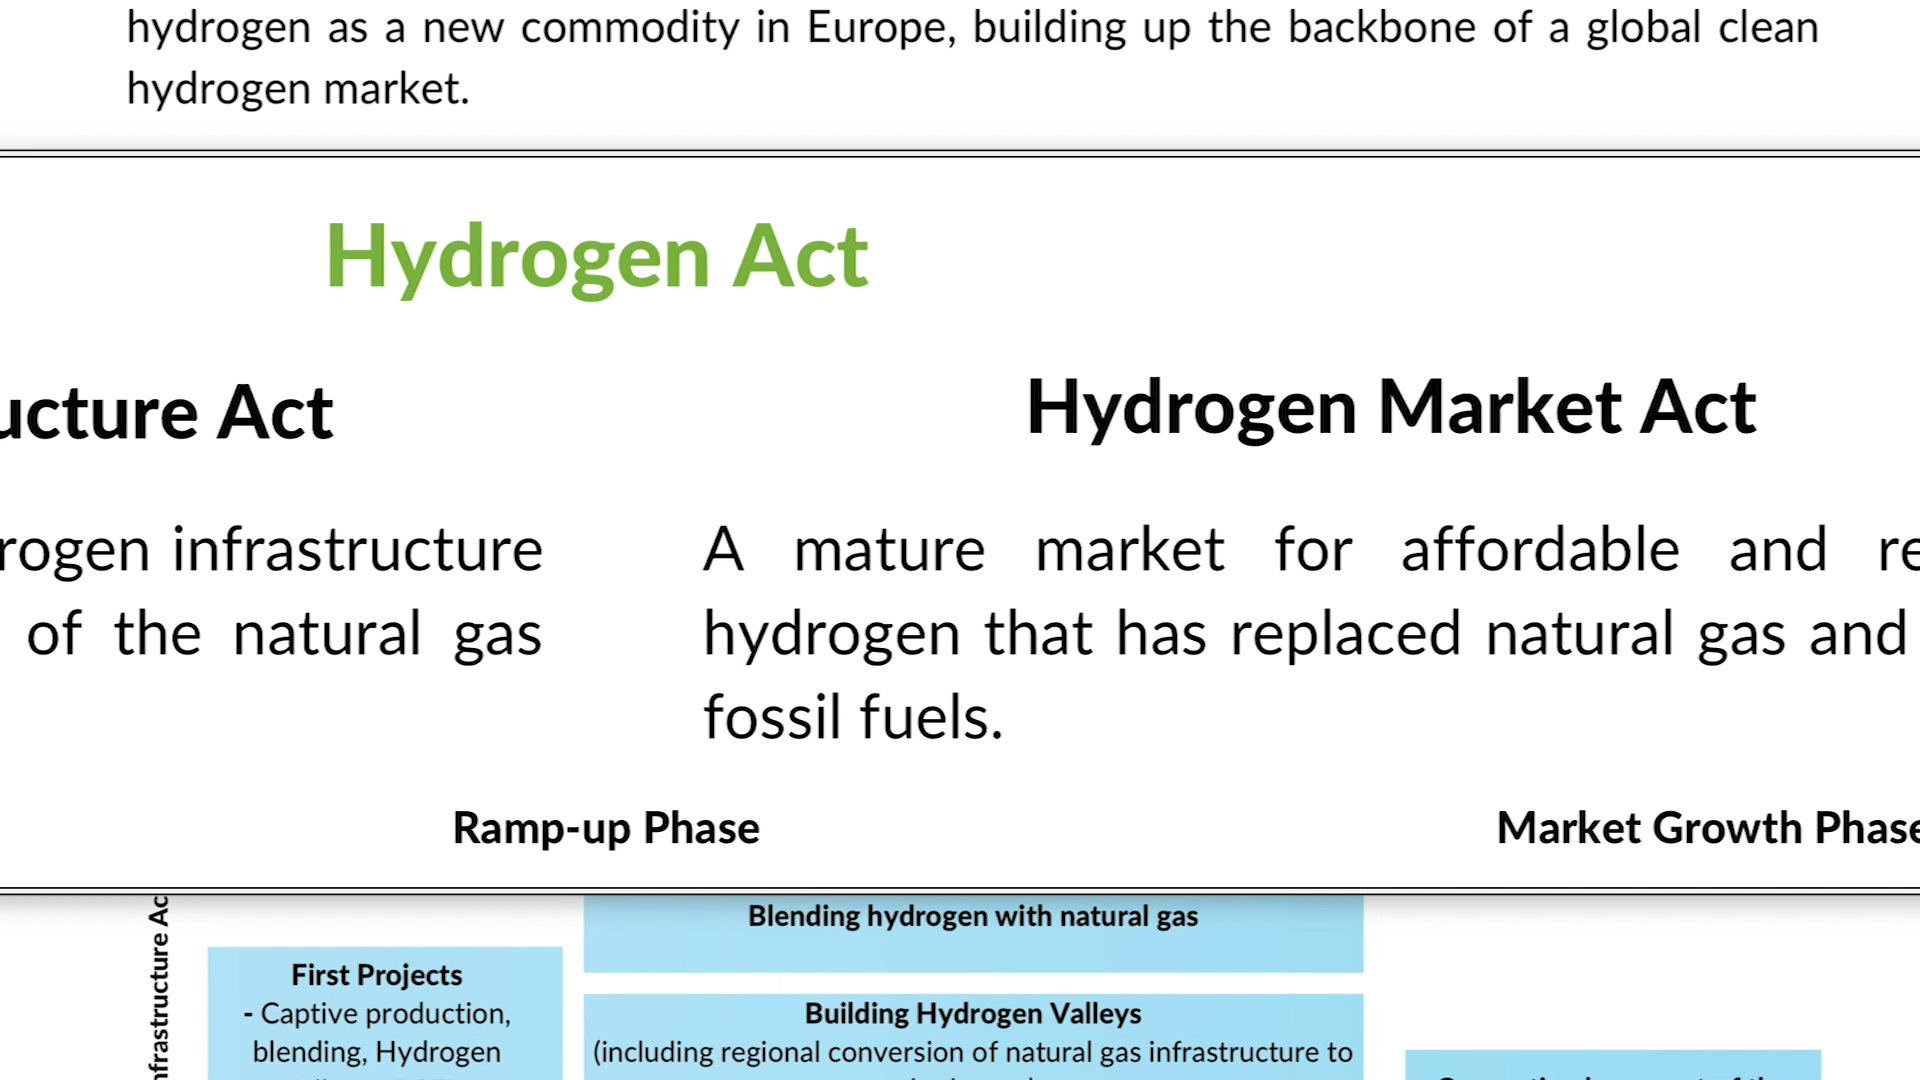 hydrogen as a new commodity in Europe, building up the backbone of a global clean
hydrogen market.
Hydrogen Act
ucture Act
Hydrogen Market Act
rogen infrastructure
of the natural gas
A mature market for affordable and re
hydrogen that has replaced natural gas and
fossil fuels.
Ramp-up Phase
Market Growth Phase
nfrastructure Ac
Blending hydrogen with natural gas
First Projects
- Captive production,
blending, Hydrogen
Building Hydrogen Valleys
(including regional conversion of natural gas infrastructure to